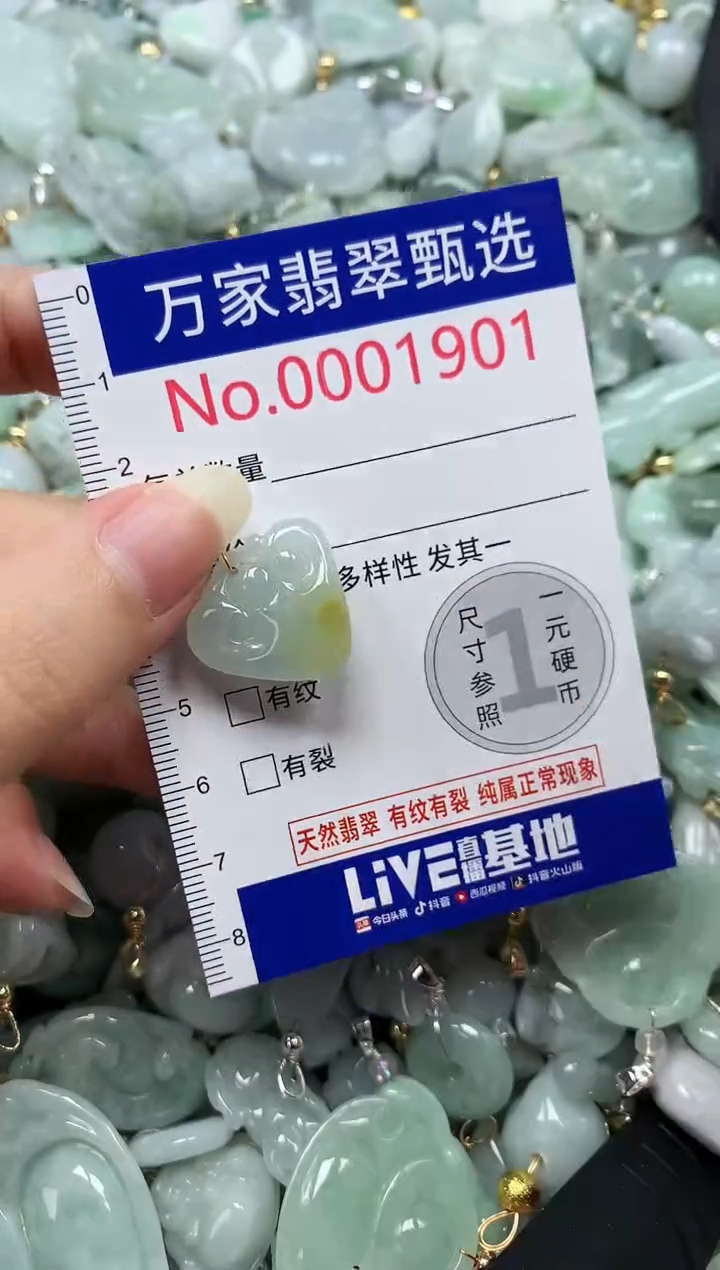 万家翡翠甄选
No.0001901
0
1
2
量
多样性 发其一
尺寸参照
1
一元硬币
5
有纹
6
有裂
天然翡翠 有纹有裂 纯属正常现象
7
LiVE直播基地
8
头条 今日头条 抖音 西瓜视频 抖音火山版